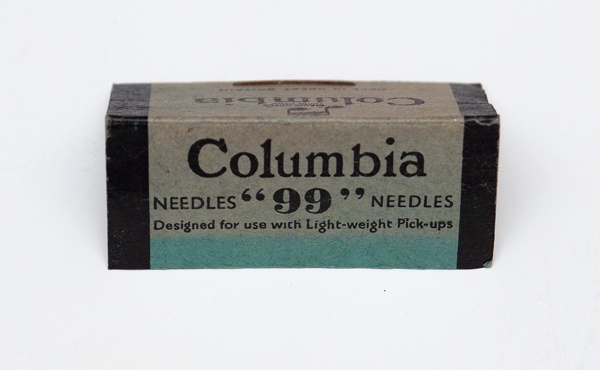 Columbia
Columbia
NEEDLES “99” NEEDLES
Designed for use with Light-weight Pick-ups